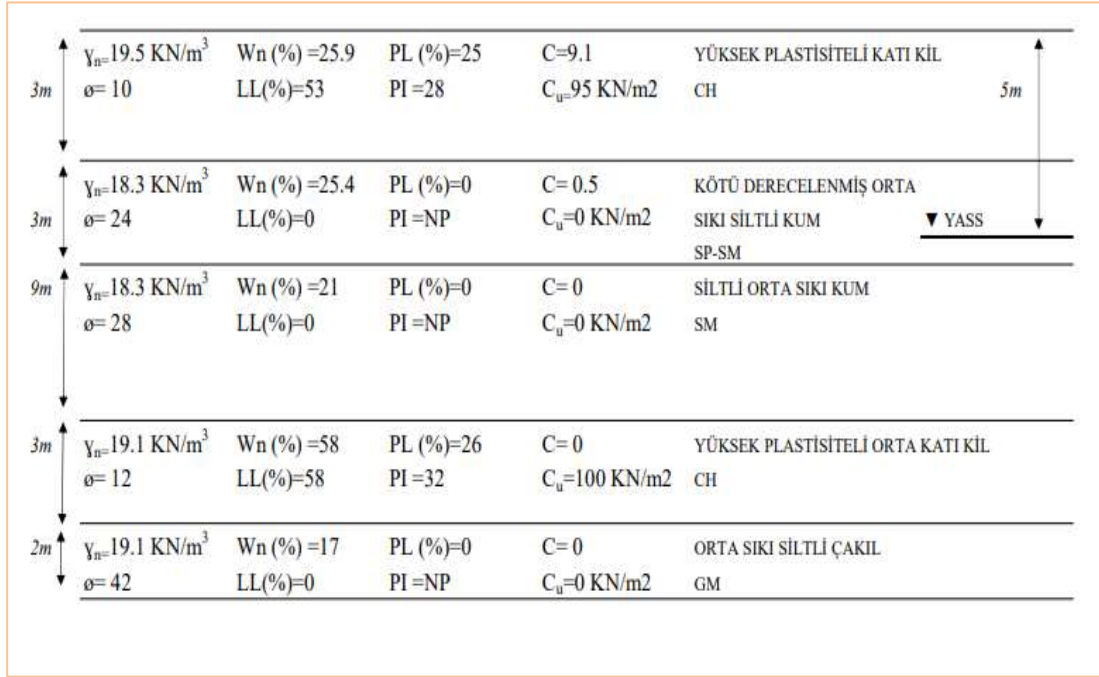 γn=19.5 KN/m³ Wn (%) =25.9 PL (%)=25 C=9.1 YÜKSEK PLASTİSİTELİ KATI KİL
3m ø= 10 LL(%)=53 PI =28 Cu=95 KN/m2 CH 5m
γn=18.3 KN/m³ Wn (%) =25.4 PL (%)=0 C= 0.5 KÖTÜ DERECELENMİŞ ORTA
3m ø= 24 LL(%)=0 PI =NP Cu=0 KN/m2 SIKI SİLTLİ KUM ▼ YASS
SP-SM
9m γn=18.3 KN/m³ Wn (%) =21 PL (%)=0 C= 0 SİLTLİ ORTA SIKI KUM
ø= 28 LL(%)=0 PI =NP Cu=0 KN/m2 SM
3m γn=19.1 KN/m³ Wn (%) =58 PL (%)=26 C= 0 YÜKSEK PLASTİSİTELİ ORTA KATI KİL
ø= 12 LL(%)=58 PI =32 Cu=100 KN/m2 CH
2m γn=19.1 KN/m³ Wn (%) =17 PL (%)=0 C= 0 ORTA SIKI SİLTLİ ÇAKIL
ø= 42 LL(%)=0 PI =NP Cu=0 KN/m2 GM